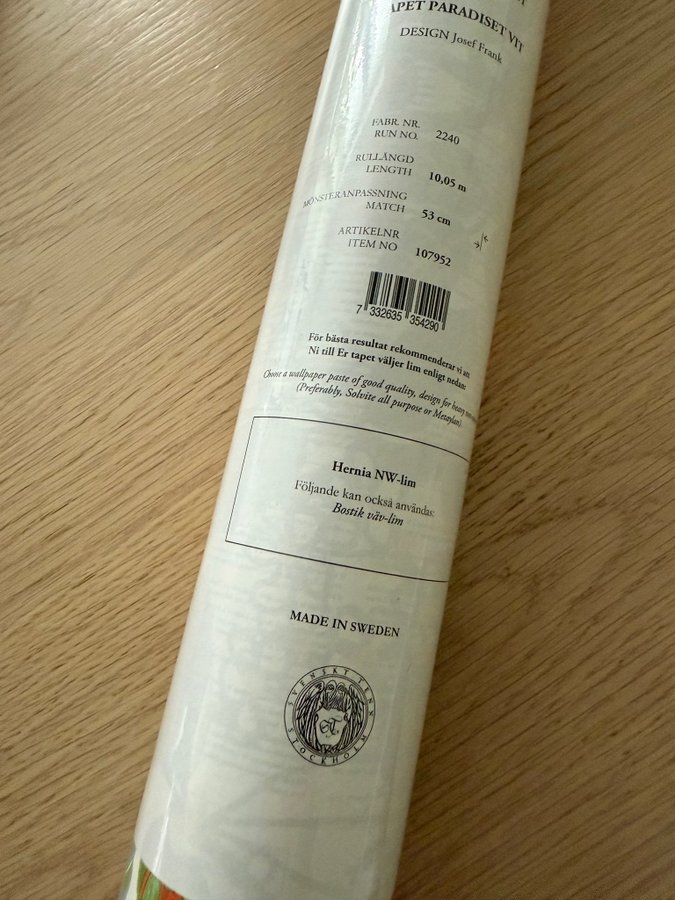 APET PARADISET VIT
DESIGN Josef Frank
FABR. NR.
RUN NO. 2240
RULLÄNGD
LENGTH 10,05 m
MÖNSTERANPASSNING
MATCH 53 cm
ARTIKELNR
ITEM NO 107952
7 332635 354290
För bästa resultat rekommenderar vi att
Ni till Er tapet väljer lim enligt nedan:
Choose a wallpaper paste of good quality, design for heavy
(Preferably, Solvite all purpose or Metylan).
Hernia NW-lim
Följande kan också användas:
Bostik väv-lim
MADE IN SWEDEN
SVENSKT TENN
ST
STOCKHOLM